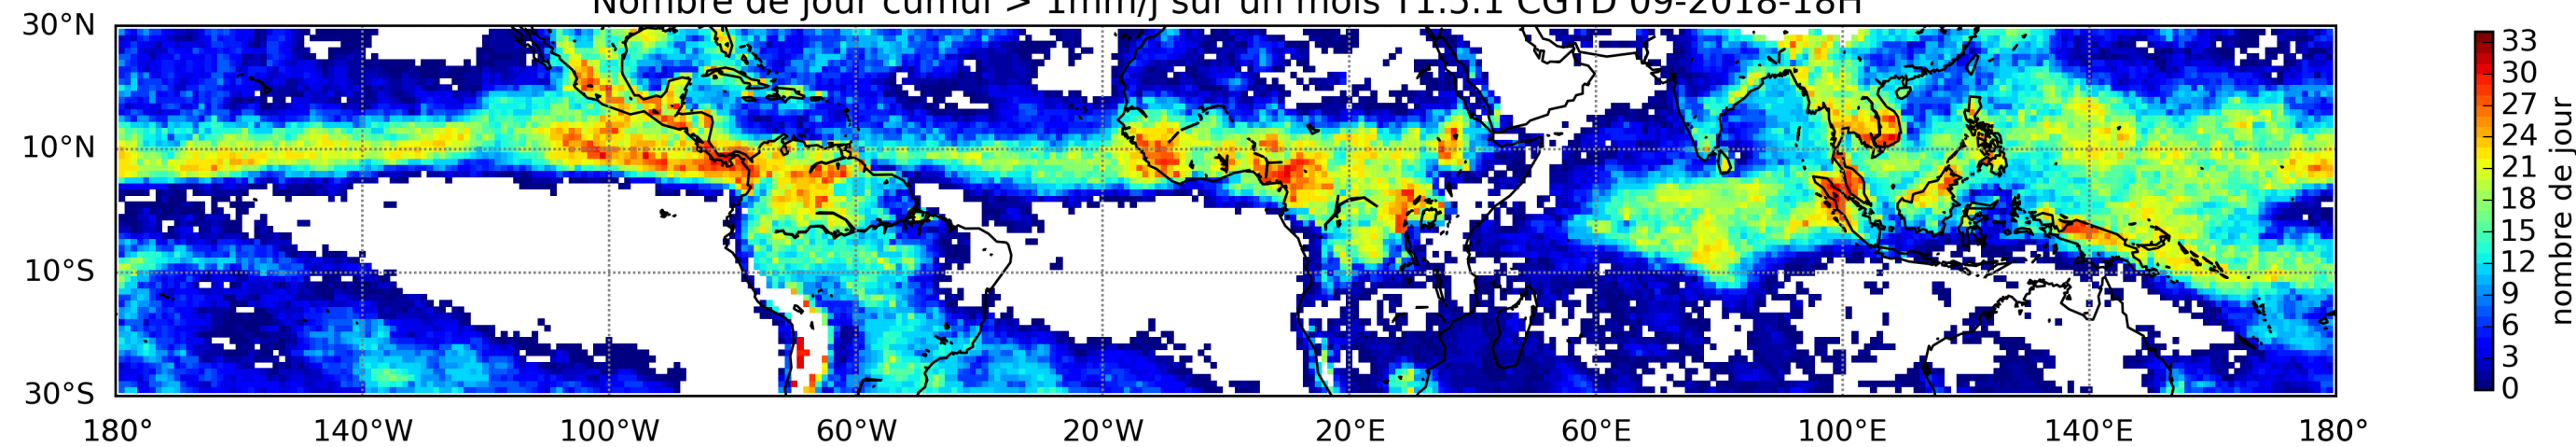 Nombre de jour cumul > 1mm/j sur un mois T1.5.1 CGTD 09-2018-18H
30°N
10°N
10°S
30°S
180°
140°W
100°W
60°W
20°W
20°E
60°E
100°E
140°E
180°
33
30
27
24
21
18
15
12
9
6
3
0
nombre de jour